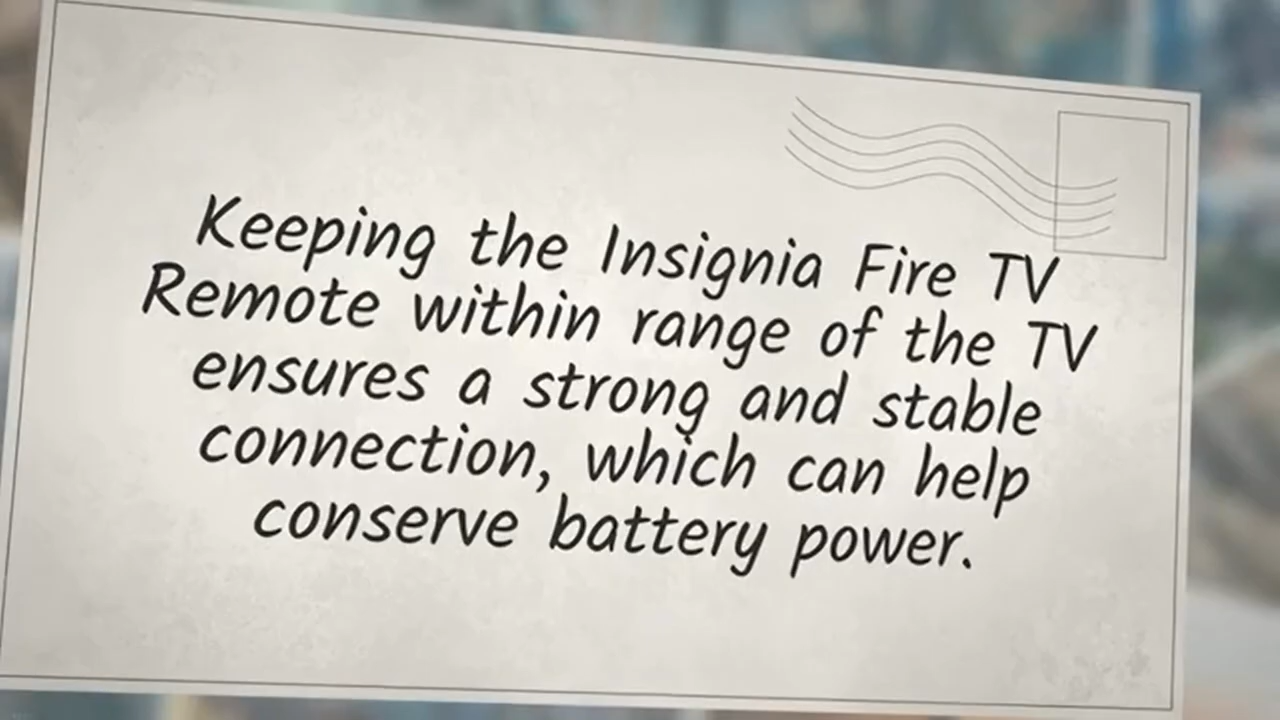 Keeping the Insignia Fire TV
Remote within range of the TV
ensures a strong and stable
connection, which can help
conserve battery power.